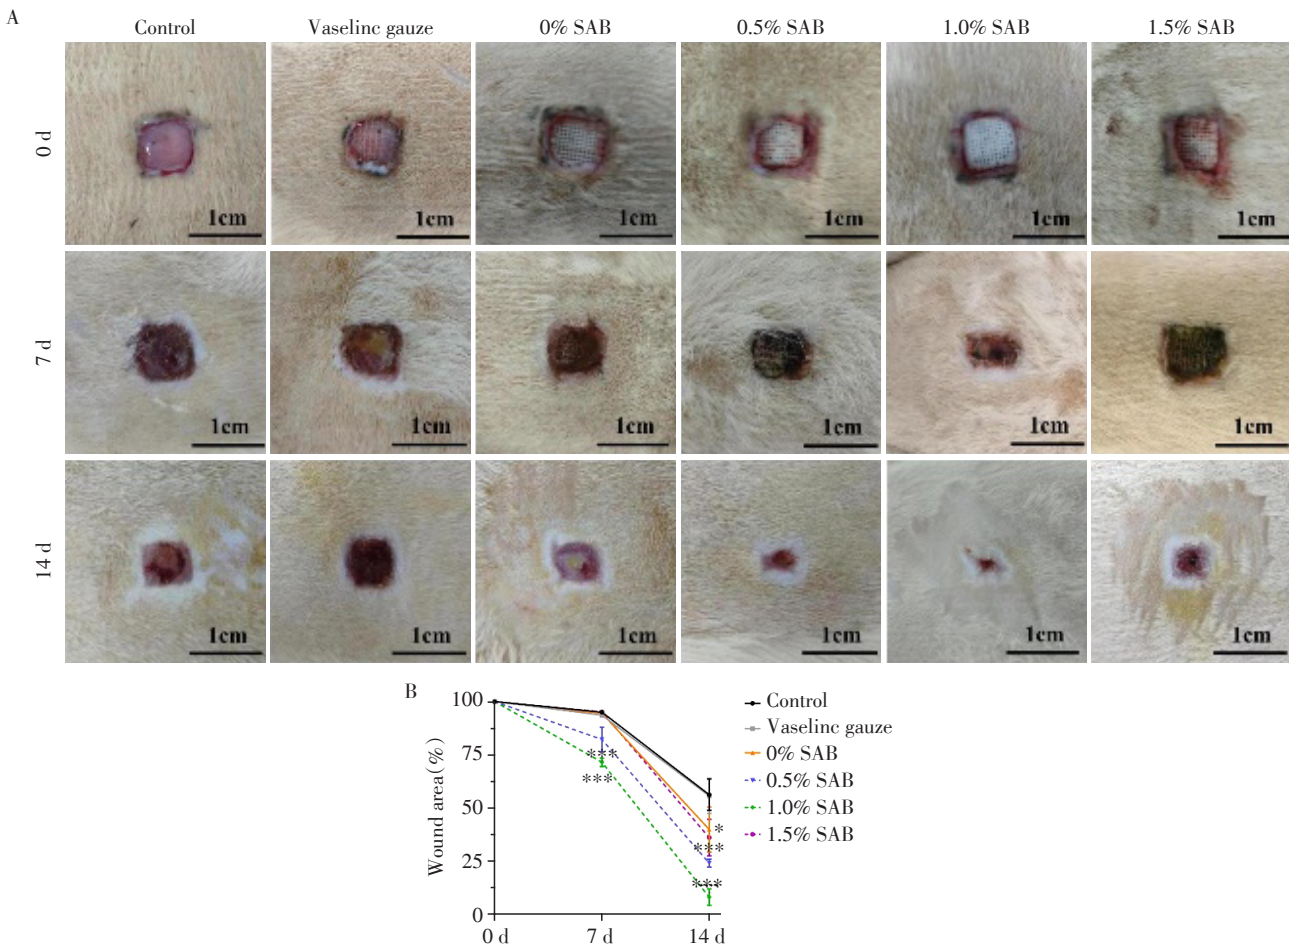 A
Control Vaselinc gauze 0% SAB 0.5% SAB 1.0% SAB 1.5% SAB
0 d
1cm 1cm 1cm 1cm 1cm 1cm
7 d
1cm 1cm 1cm 1cm 1cm 1cm
14 d
1cm 1cm 1cm 1cm 1cm 1cm
B
Wound area(%)
100
75
50
25
0
0 d 7 d 14 d
***
***
*
***
***
Control
Vaselinc gauze
0% SAB
0.5% SAB
1.0% SAB
1.5% SAB